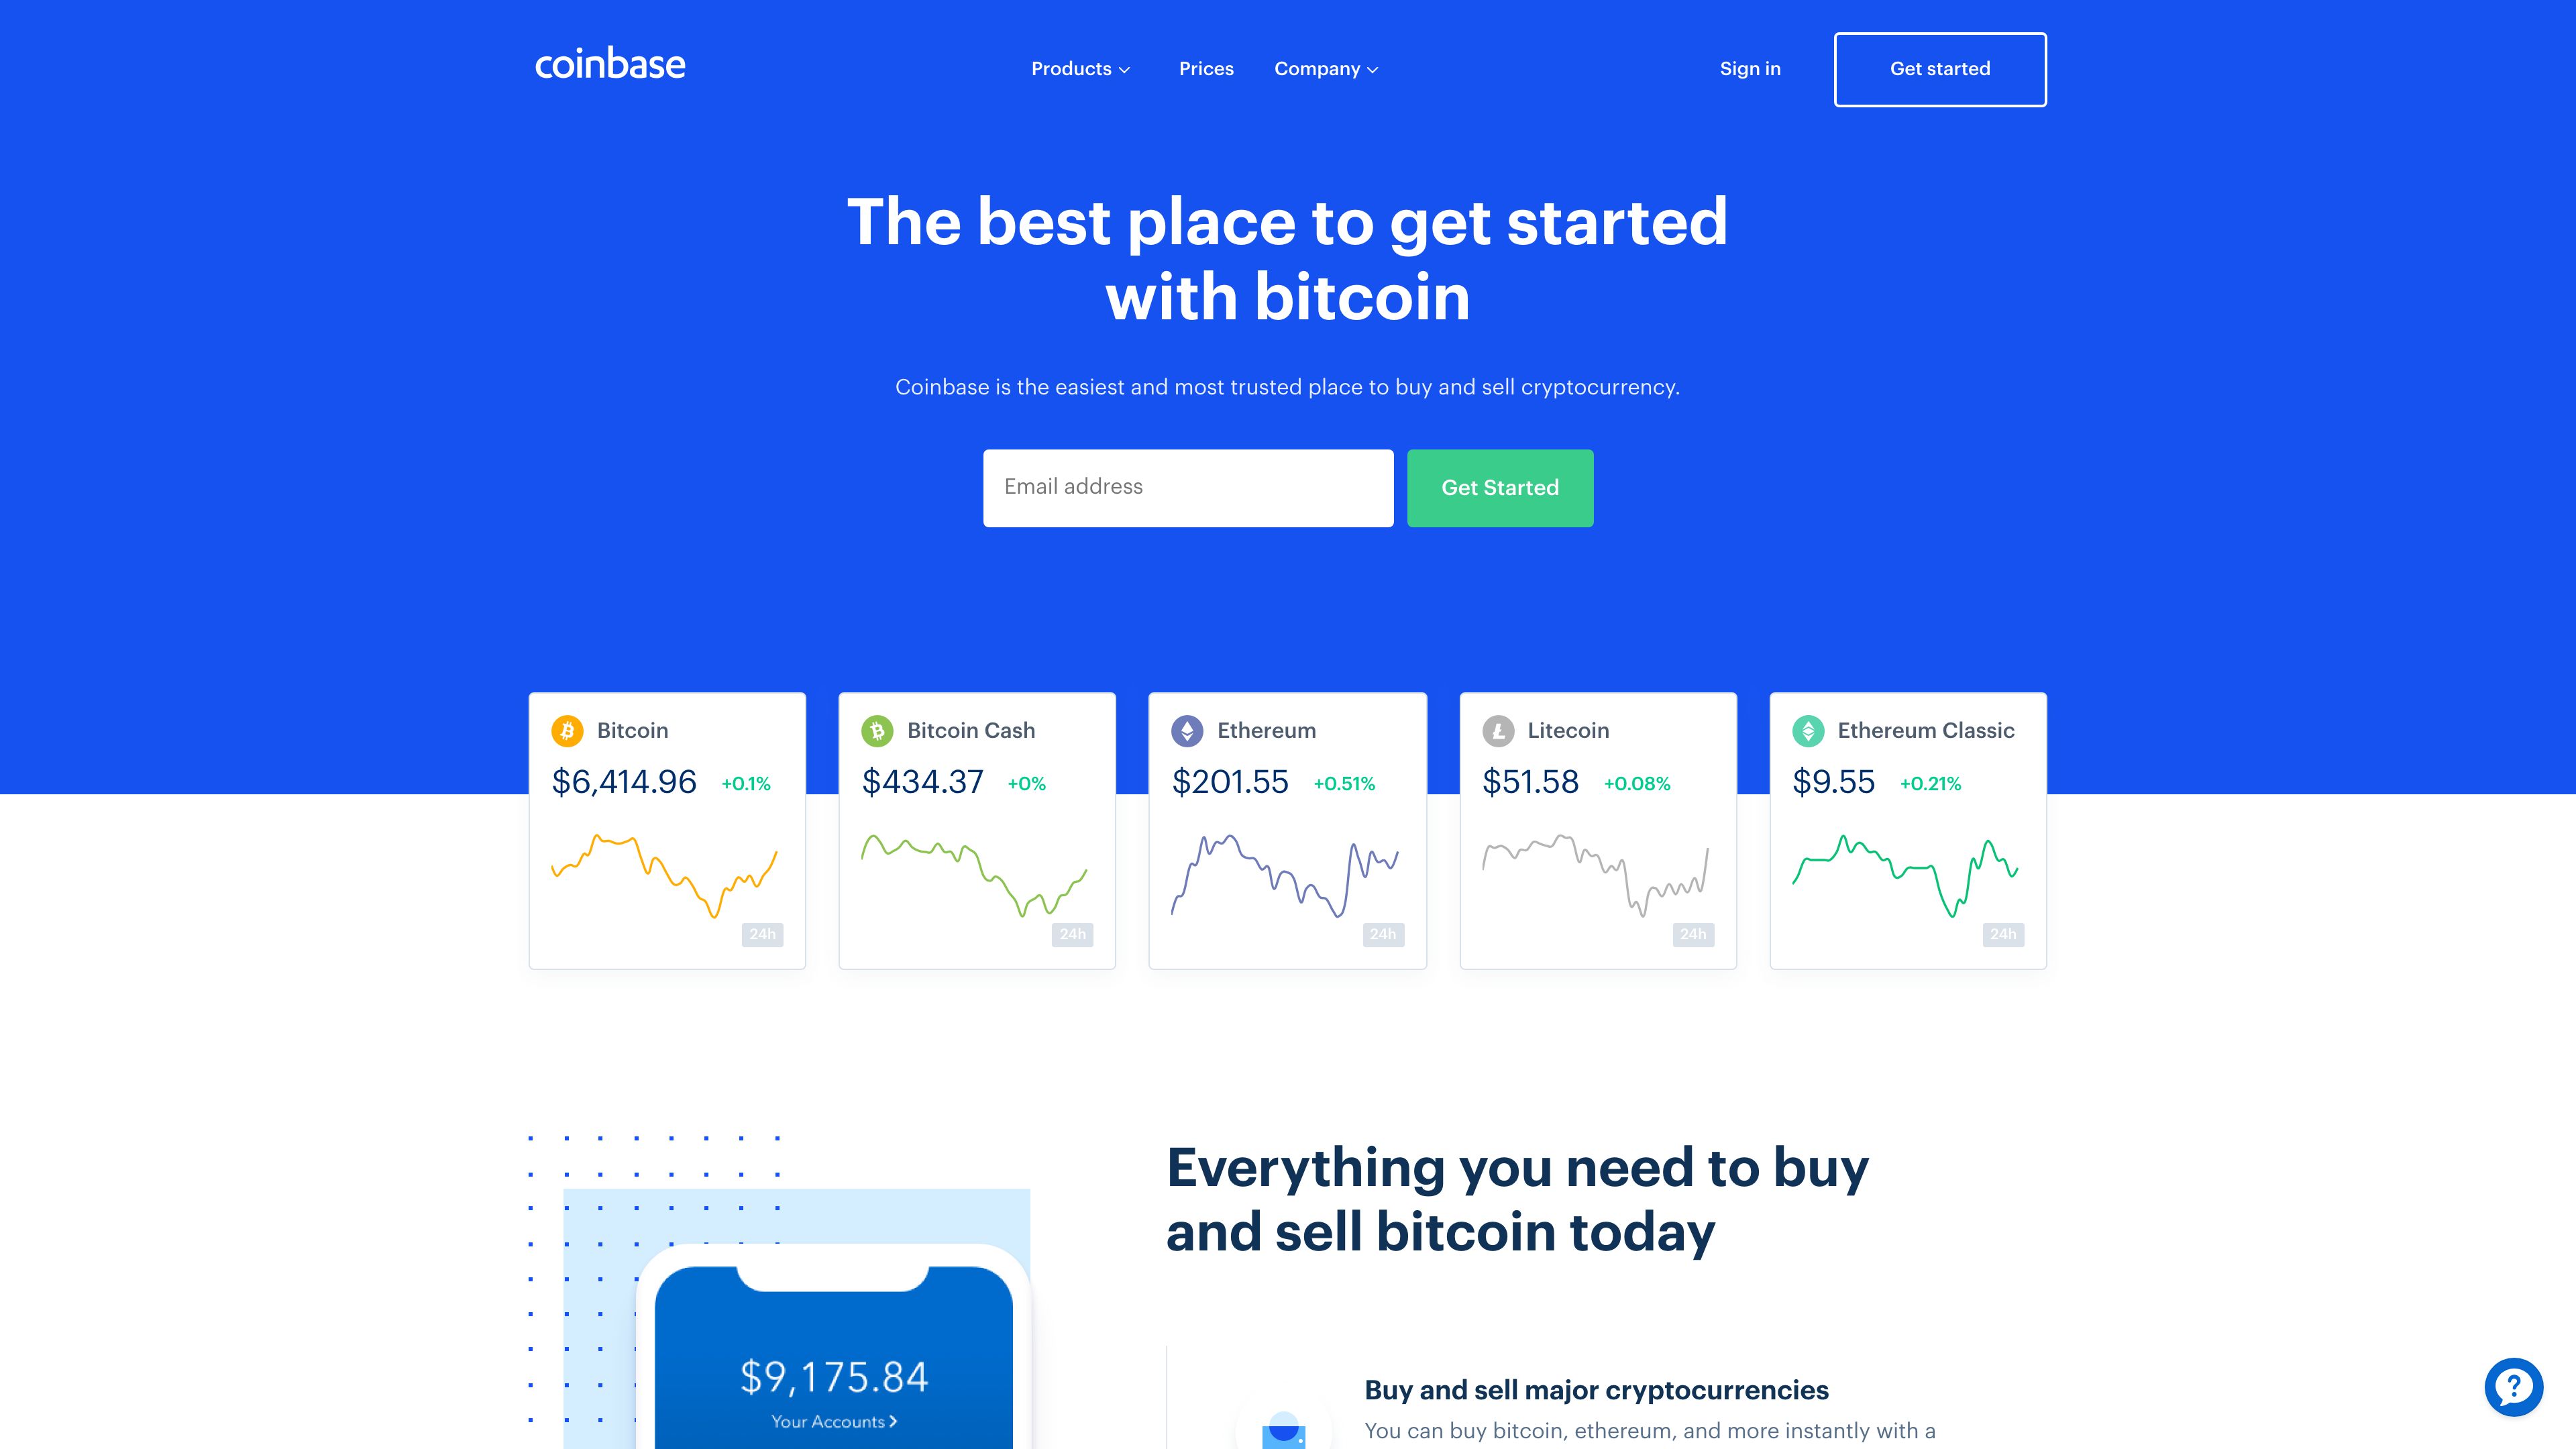 coinbase
Products
Prices
Company
Sign in
Get started
The best place to get started
with bitcoin
Coinbase is the easiest and most trusted place to buy and sell cryptocurrency.
Email address
Get Started
Bitcoin
$6,414.96 +0.1%
24h
Bitcoin Cash
$434.37 +0%
24h
Ethereum
$201.55 +0.51%
24h
Litecoin
$51.58 +0.08%
24h
Ethereum Classic
$9.55 +0.21%
24h
$9,175.84
Your Accounts
Everything you need to buy
and sell bitcoin today
Buy and sell major cryptocurrencies
You can buy bitcoin, ethereum, and more instantly with a